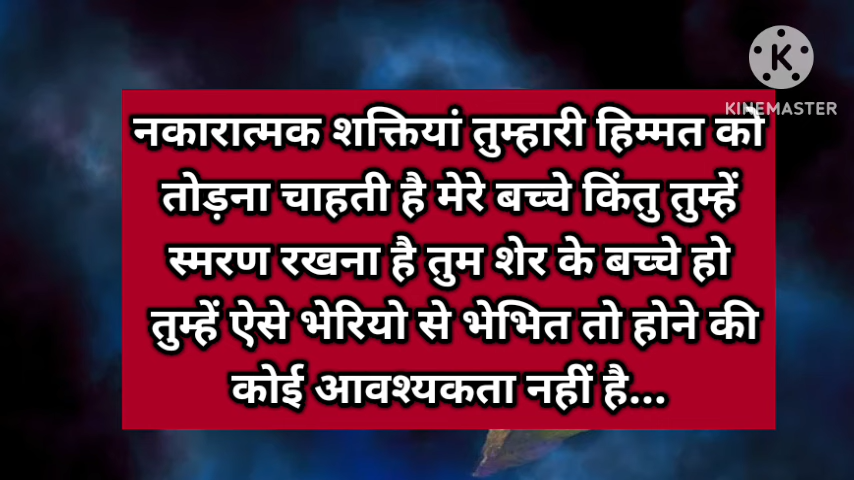 K
KINEMASTER
नकारात्मक शक्तियां तुम्हारी हिम्मत को
तोड़ना चाहती है मेरे बच्चे किंतु तुम्हें
स्मरण रखना है तुम शेर के बच्चे हो
तुम्हें ऐसे भेरियो से भेभित तो होने की
कोई आवश्यकता नहीं है...